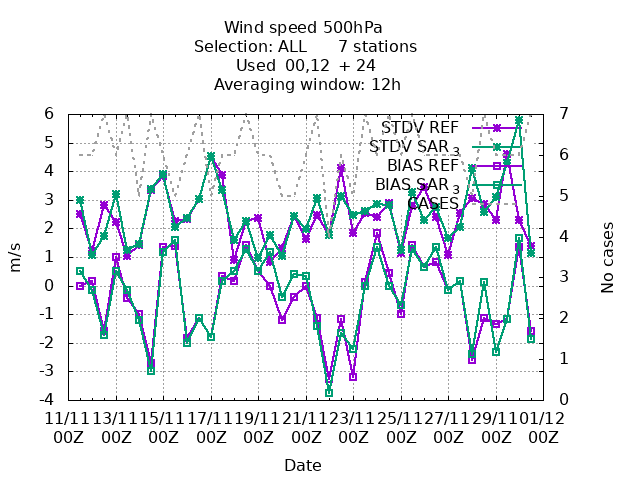 Wind speed 500hPa
Selection: ALL 7 stations
Used 00,12 + 24
Averaging window: 12h
STDV REF
STDV SAR 3
BIAS REF
BIAS SAR 3
CASES
6
5
4
3
2
1
0
-1
-2
-3
-4
m/s
7
6
5
4
3
2
1
0
No cases
11/11 13/11 15/11 17/11 19/11 21/11 23/11 25/11 27/11 29/11 01/12
00Z 00Z 00Z 00Z 00Z 00Z 00Z 00Z 00Z 00Z 00Z
Date